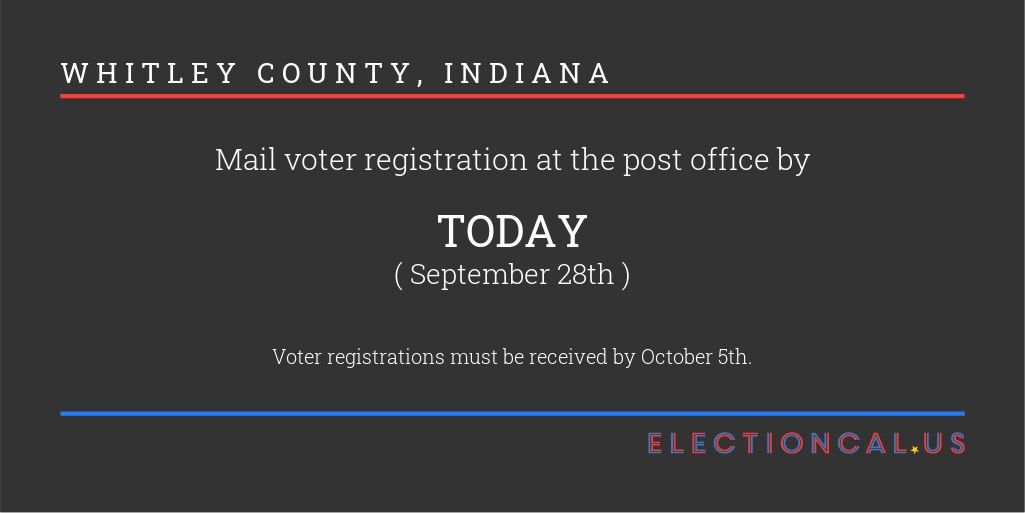 WHITLEY COUNTY, INDIANA
Mail voter registration at the post office by
TODAY
( September 28th )
Voter registrations must be received by October 5th.
ELECTIONCAL★US